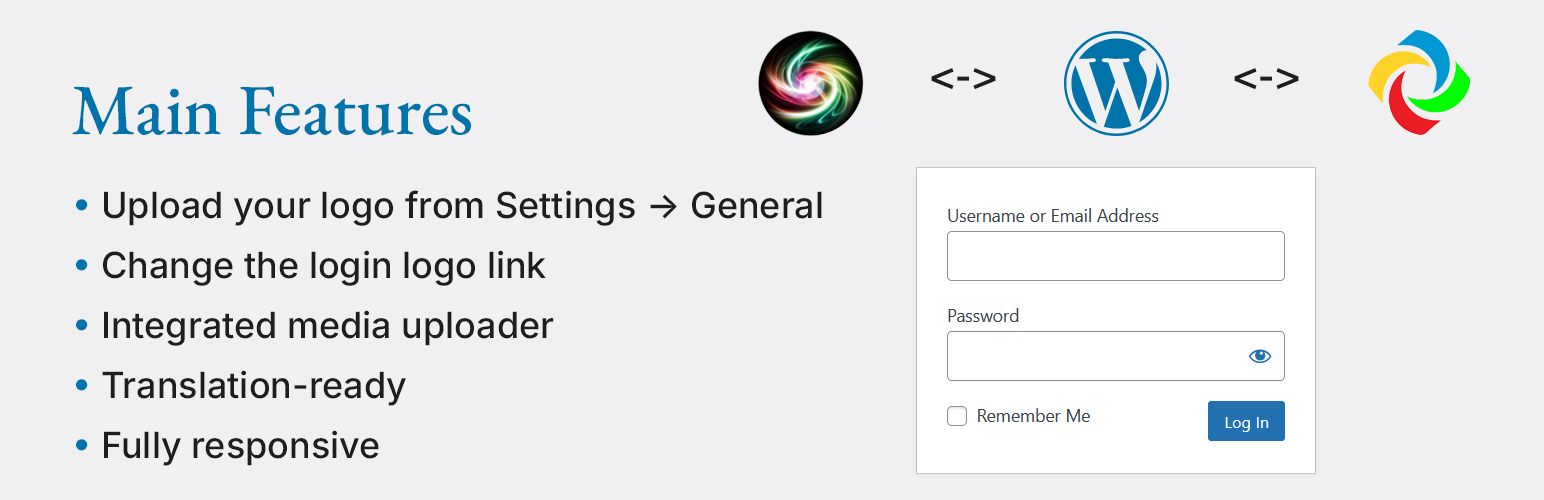 <-> <->
Main Features
• Upload your logo from Settings → General
• Change the login logo link
• Integrated media uploader
• Translation-ready
• Fully responsive
Username or Email Address
Password
Remember Me
Log In